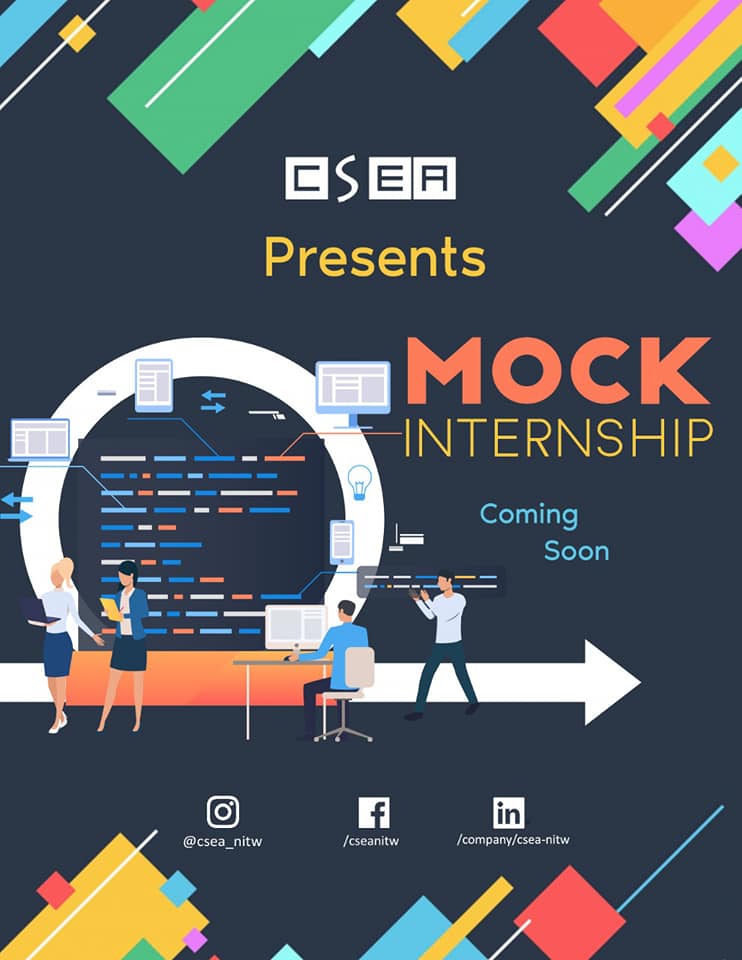 CSEA
Presents
MOCK
INTERNSHIP
Coming
Soon
@csea_nitw
/cseanitw
/company/csea-nitw